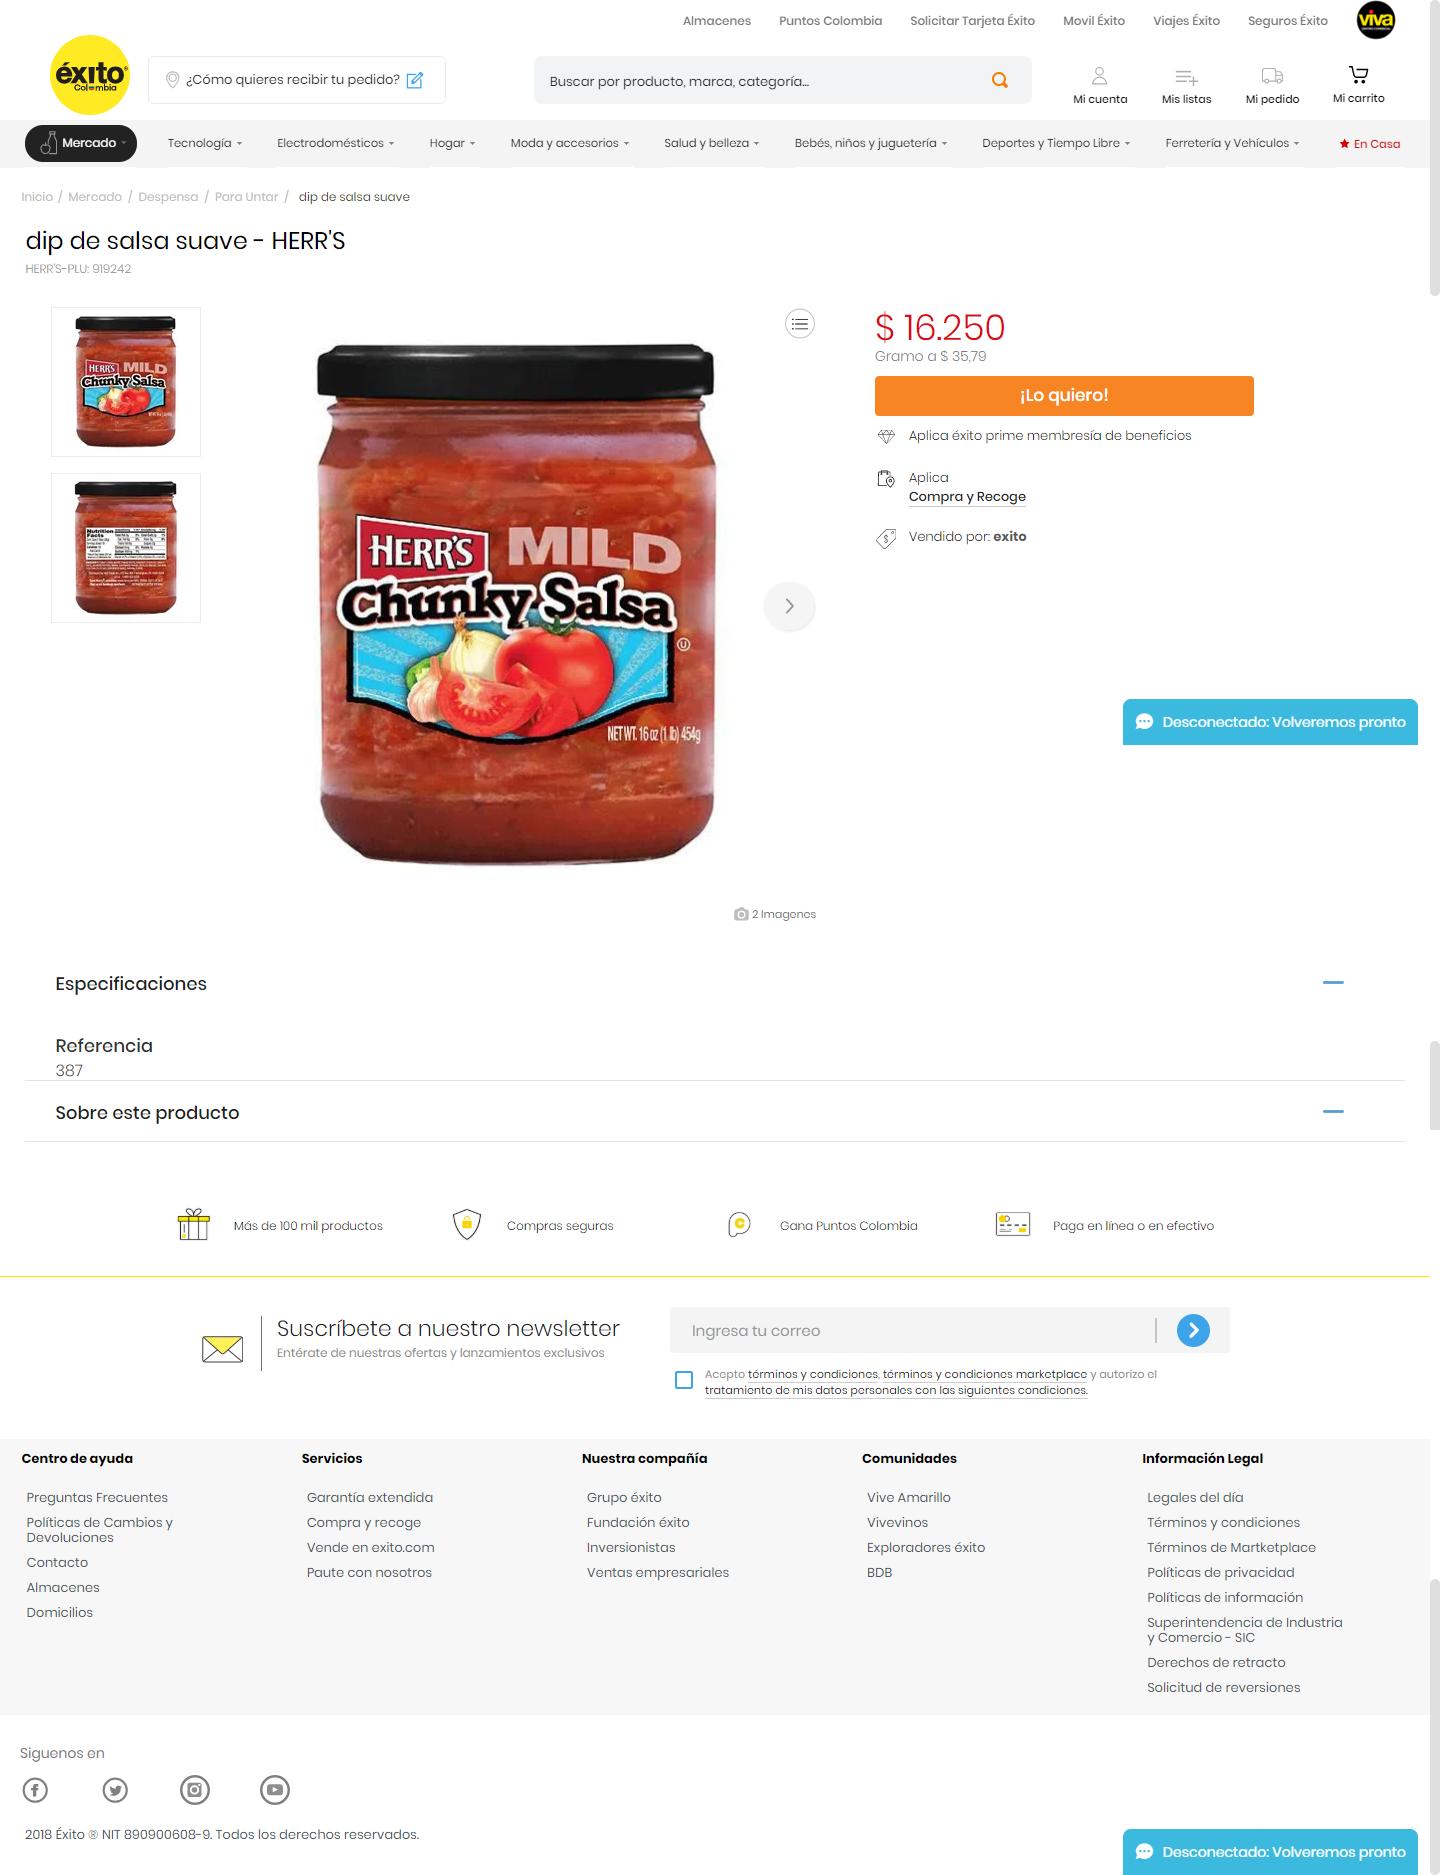 Almacenes Puntos Colombia Solicitar Tarjeta Éxito Movil Éxito Viajes Éxito Seguros Éxito viva
éxito
Colombia
¿Cómo quieres recibir tu pedido?
Buscar por producto, marca, categoría...
Mi cuenta Mis listas Mi pedido Mi carrito
Mercado Tecnología Electrodomésticos Hogar Moda y accesorios Salud y belleza Bebés, niños y juguetería Deportes y Tiempo Libre Ferretería y Vehículos En Casa
Inicio / Mercado / Despensa / Para Untar / dip de salsa suave
dip de salsa suave - HERR'S
HERR'S-PLU: 919242
HERR'S MILD
Chunky Salsa
Nutrition
Facts
HERR'S MILD
Chunky Salsa
NET WT. 16 oz (1 lb) 454g
$ 16.250
Gramo a $ 35,79
¡Lo quiero!
Aplica éxito prime membresía de beneficios
Aplica
Compra y Recoge
Vendido por: exito
Desconectado: Volveremos pronto
2 Imagenes
Especificaciones
Referencia
387
Sobre este producto
Más de 100 mil productos Compras seguras Gana Puntos Colombia Paga en línea o en efectivo
Suscríbete a nuestro newsletter
Entérate de nuestras ofertas y lanzamientos exclusivos
Ingresa tu correo
Acepto términos y condiciones, términos y condiciones marketplace y autorizo el
tratamiento de mis datos personales con las siguientes condiciones.
Centro de ayuda
Preguntas Frecuentes
Políticas de Cambios y
Devoluciones
Contacto
Almacenes
Domicilios
Servicios
Garantía extendida
Compra y recoge
Vende en exito.com
Paute con nosotros
Nuestra compañía
Grupo éxito
Fundación éxito
Inversionistas
Ventas empresariales
Comunidades
Vive Amarillo
Vivevinos
Exploradores éxito
BDB
Información Legal
Legales del día
Términos y condiciones
Términos de Martketplace
Políticas de privacidad
Políticas de información
Superintendencia de Industria
y Comercio - SIC
Derechos de retracto
Solicitud de reversiones
Siguenos en
2018 Éxito ® NIT 890900608-9. Todos los derechos reservados.
Desconectado: Volveremos pronto